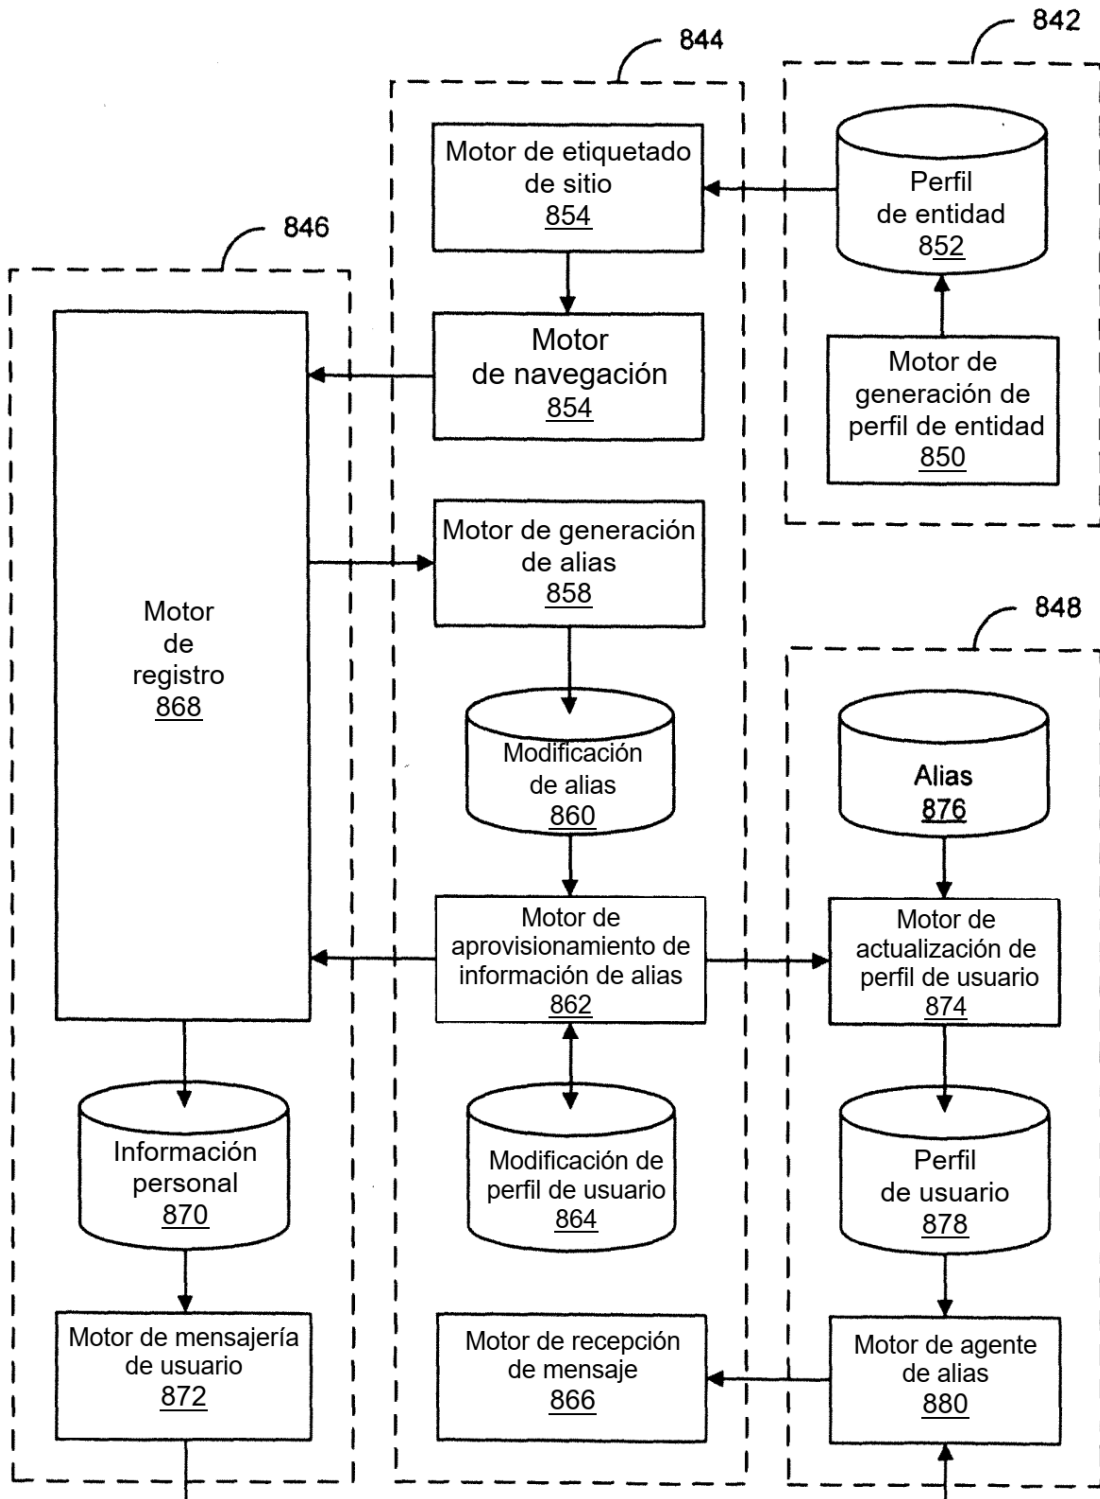 842
Perfil
de entidad
852
Motor de
generación de
perfil de entidad
850
844
Motor de etiquetado
de sitio
854
Motor
de navegación
854
Motor de generación
de alias
858
Modificación
de alias
860
Motor de
aprovisionamiento de
información de alias
862
Modificación de
perfil de usuario
864
Motor de recepción
de mensaje
866
846
Motor
de
registro
868
Información
personal
870
Motor de mensajería
de usuario
872
848
Alias
876
Motor de
actualización de
perfil de usuario
874
Perfil
de usuario
878
Motor de agente
de alias
880